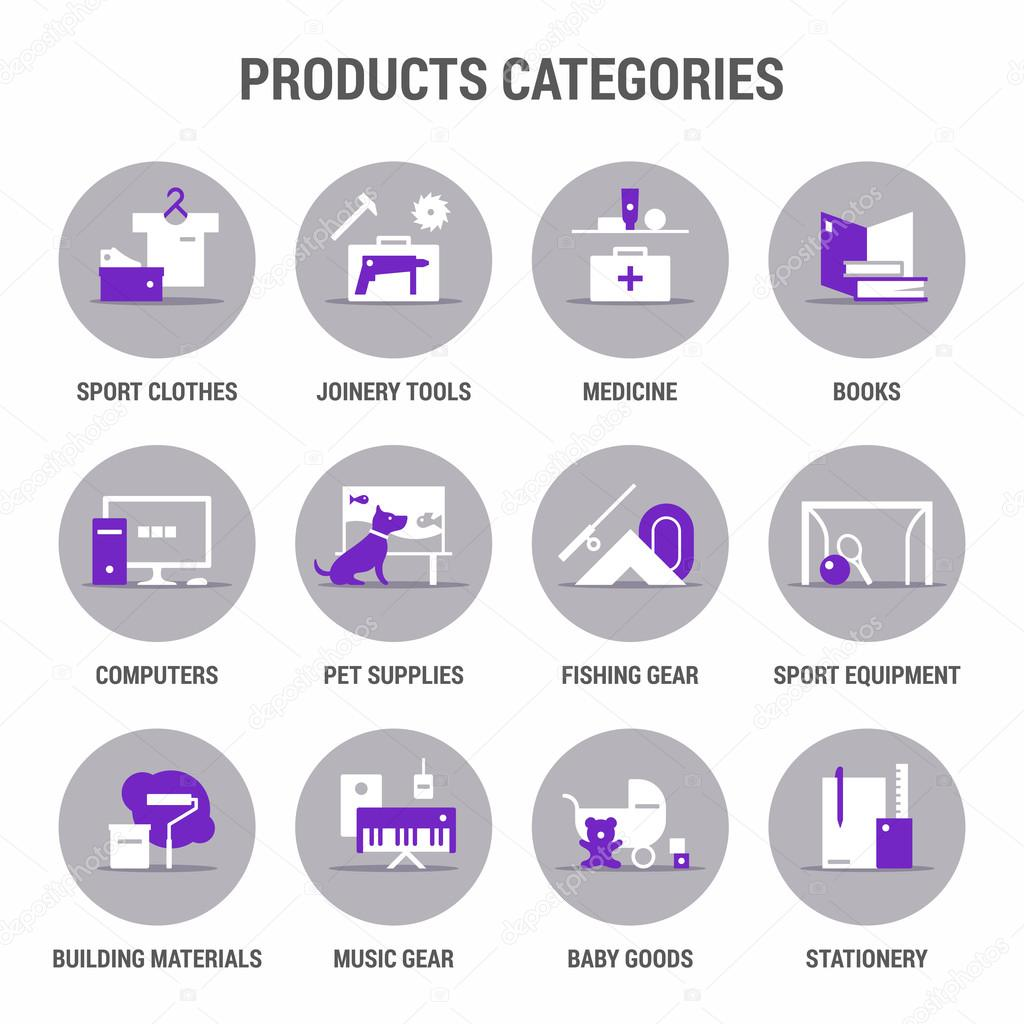 PRODUCTS CATEGORIES
SPORT CLOTHES
JOINERY TOOLS
MEDICINE
BOOKS
COMPUTERS
PET SUPPLIES
FISHING GEAR
SPORT EQUIPMENT
BUILDING MATERIALS
MUSIC GEAR
BABY GOODS
STATIONERY
depositphotos